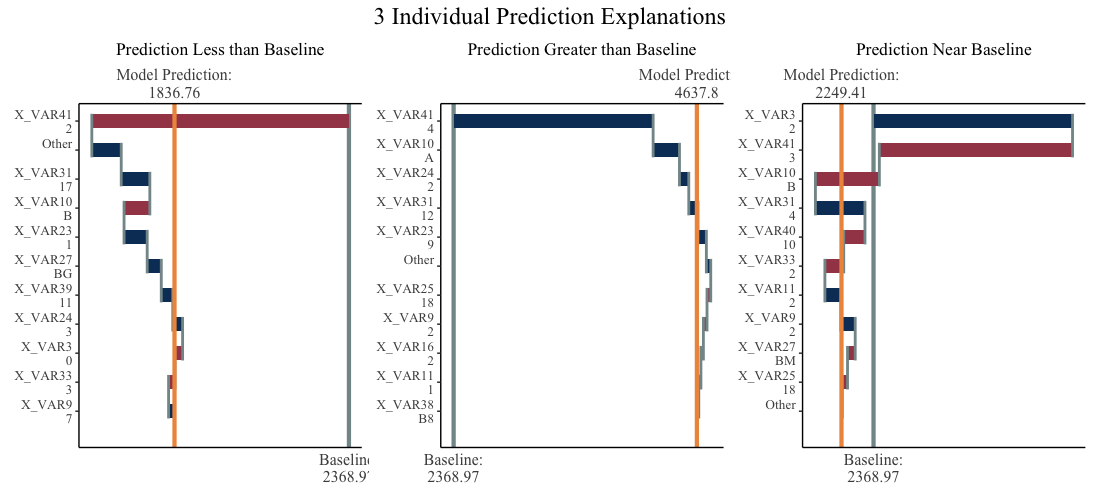 3 Individual Prediction Explanations
Prediction Less than Baseline
Model Prediction:
1836.76
X_VAR41
2
Other
X_VAR31
17
X_VAR10
B
X_VAR23
1
X_VAR27
BG
X_VAR39
11
X_VAR24
3
X_VAR3
0
X_VAR33
3
X_VAR9
7
Baseline
2368.9
Prediction Greater than Baseline
Model Predict
4637.8
X_VAR41
4
X_VAR10
A
X_VAR24
2
X_VAR31
12
X_VAR23
9
Other
X_VAR25
18
X_VAR9
2
X_VAR16
2
X_VAR11
1
X_VAR38
B8
Baseline:
2368.97
Prediction Near Baseline
Model Prediction:
2249.41
X_VAR3
2
X_VAR41
3
X_VAR10
B
X_VAR31
4
X_VAR40
10
X_VAR33
2
X_VAR11
2
X_VAR9
2
X_VAR27
BM
X_VAR25
18
Other
Baseline:
2368.97